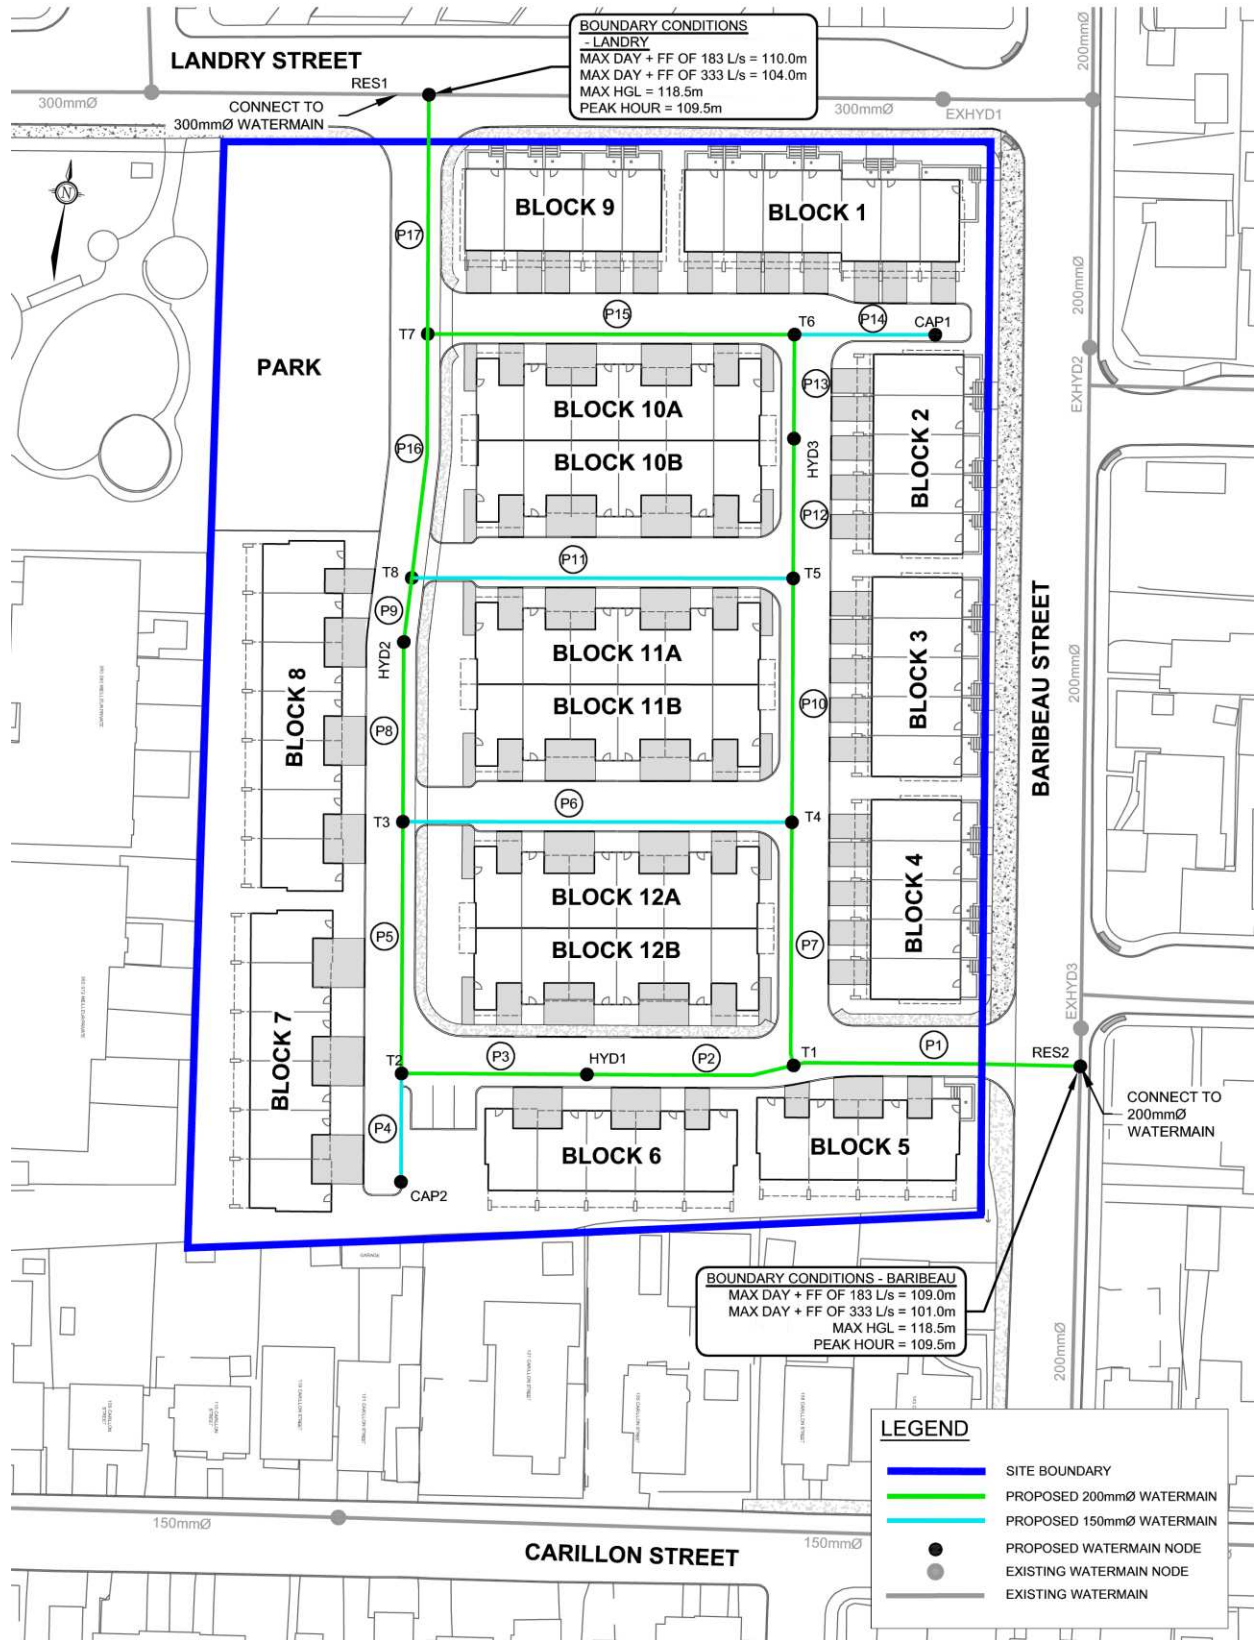 BOUNDARY CONDITIONS
- LANDRY
MAX DAY + FF OF 183 L/s = 110.0m
MAX DAY + FF OF 333 L/s = 104.0m
MAX HGL = 118.5m
PEAK HOUR = 109.5m
LANDRY STREET
RES1
300mmØ
CONNECT TO
300mmØ WATERMAIN
300mmØ
EXHYD1
200mmØ
N
BLOCK 9
BLOCK 1
P17
200mmØ
P15
P14
T7
T6
CAP1
PARK
P13
EXHYD2
BLOCK 10A
BLOCK 2
P16
HYD3
BLOCK 10B
P12
P11
T8
T5
P9
HYD2
BLOCK 11A
BLOCK 3
BARIBEAU STREET
200mmØ
BLOCK 8
BLOCK 11B
P10
P8
P6
T3
T4
BLOCK 12A
BLOCK 4
P5
BLOCK 12B
P7
EXHYD3
BLOCK 7
T2
P3
HYD1
P2
T1
P1
RES2
CONNECT TO
200mmØ
WATERMAIN
P4
BLOCK 6
BLOCK 5
CAP2
GARAGE
BOUNDARY CONDITIONS - BARIBEAU
MAX DAY + FF OF 183 L/s = 109.0m
MAX DAY + FF OF 333 L/s = 101.0m
MAX HGL = 118.5m
PEAK HOUR = 109.5m
200mmØ
LEGEND
SITE BOUNDARY
PROPOSED 200mmØ WATERMAIN
PROPOSED 150mmØ WATERMAIN
PROPOSED WATERMAIN NODE
EXISTING WATERMAIN NODE
EXISTING WATERMAIN
150mmØ
150mmØ
CARILLON STREET